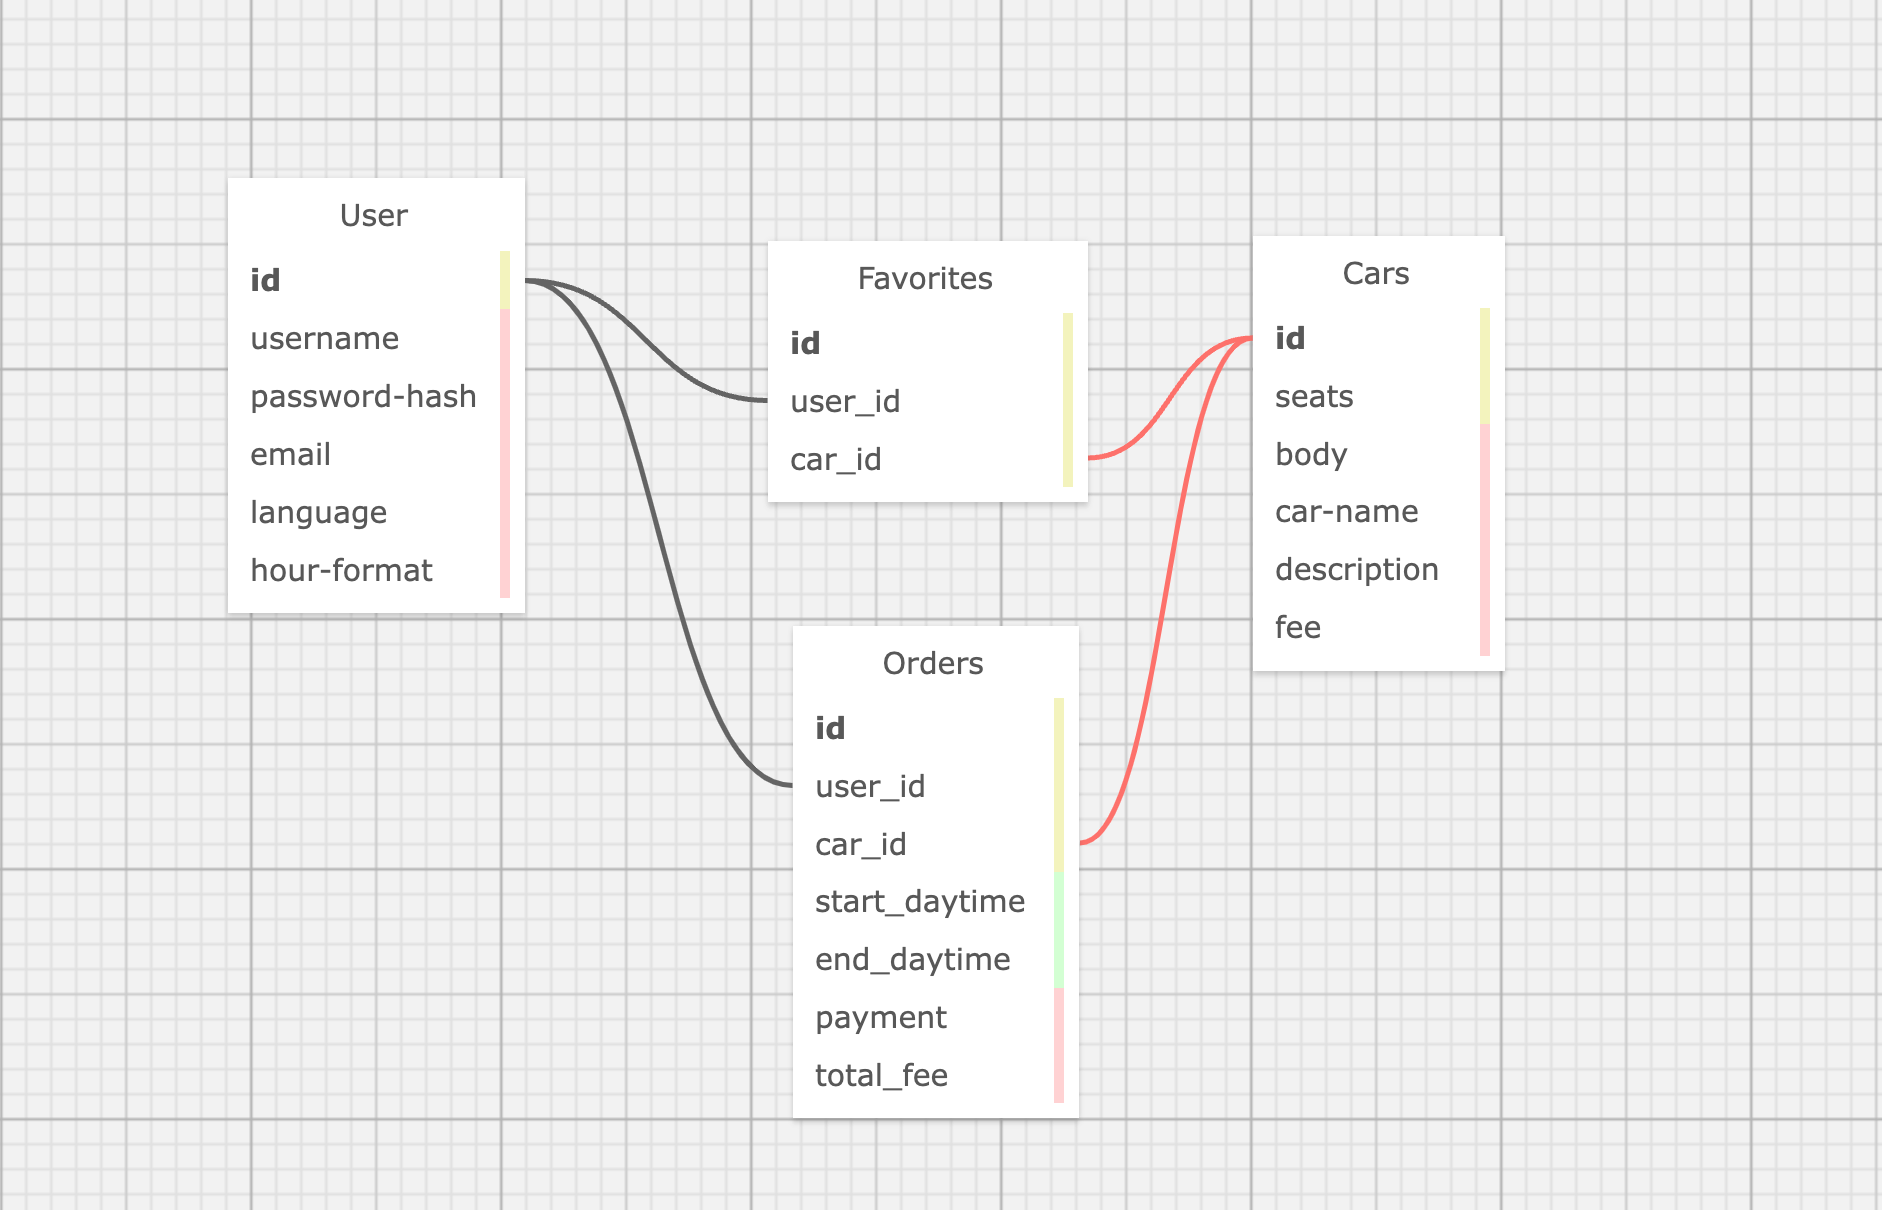 User
id
username
password-hash
email
language
hour-format
Favorites
id
user_id
car_id
Cars
id
seats
body
car-name
description
fee
Orders
id
user_id
car_id
start_daytime
end_daytime
payment
total_fee